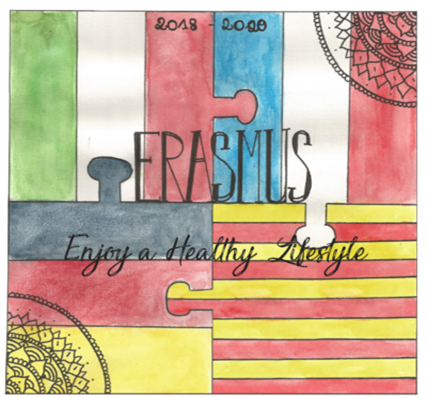 2018 - 2020
ERASMUS
Enjoy a Healthy Lifestyle